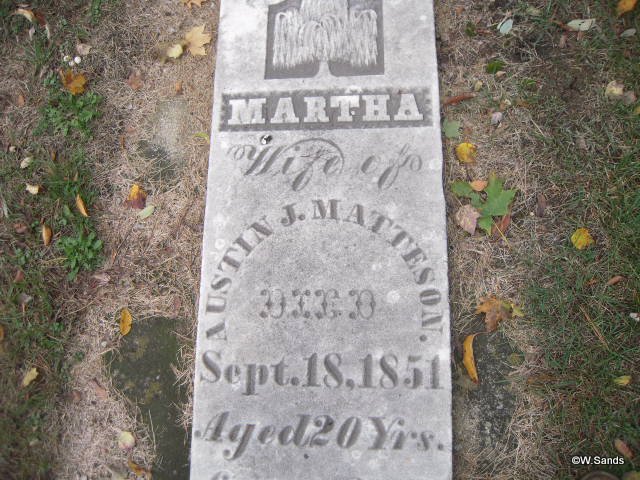 MARTHA
Wife of
AUSTIN J. MATTESON.
DIED
Sept. 18, 1851
Aged 20 Yrs.
©W.Sands